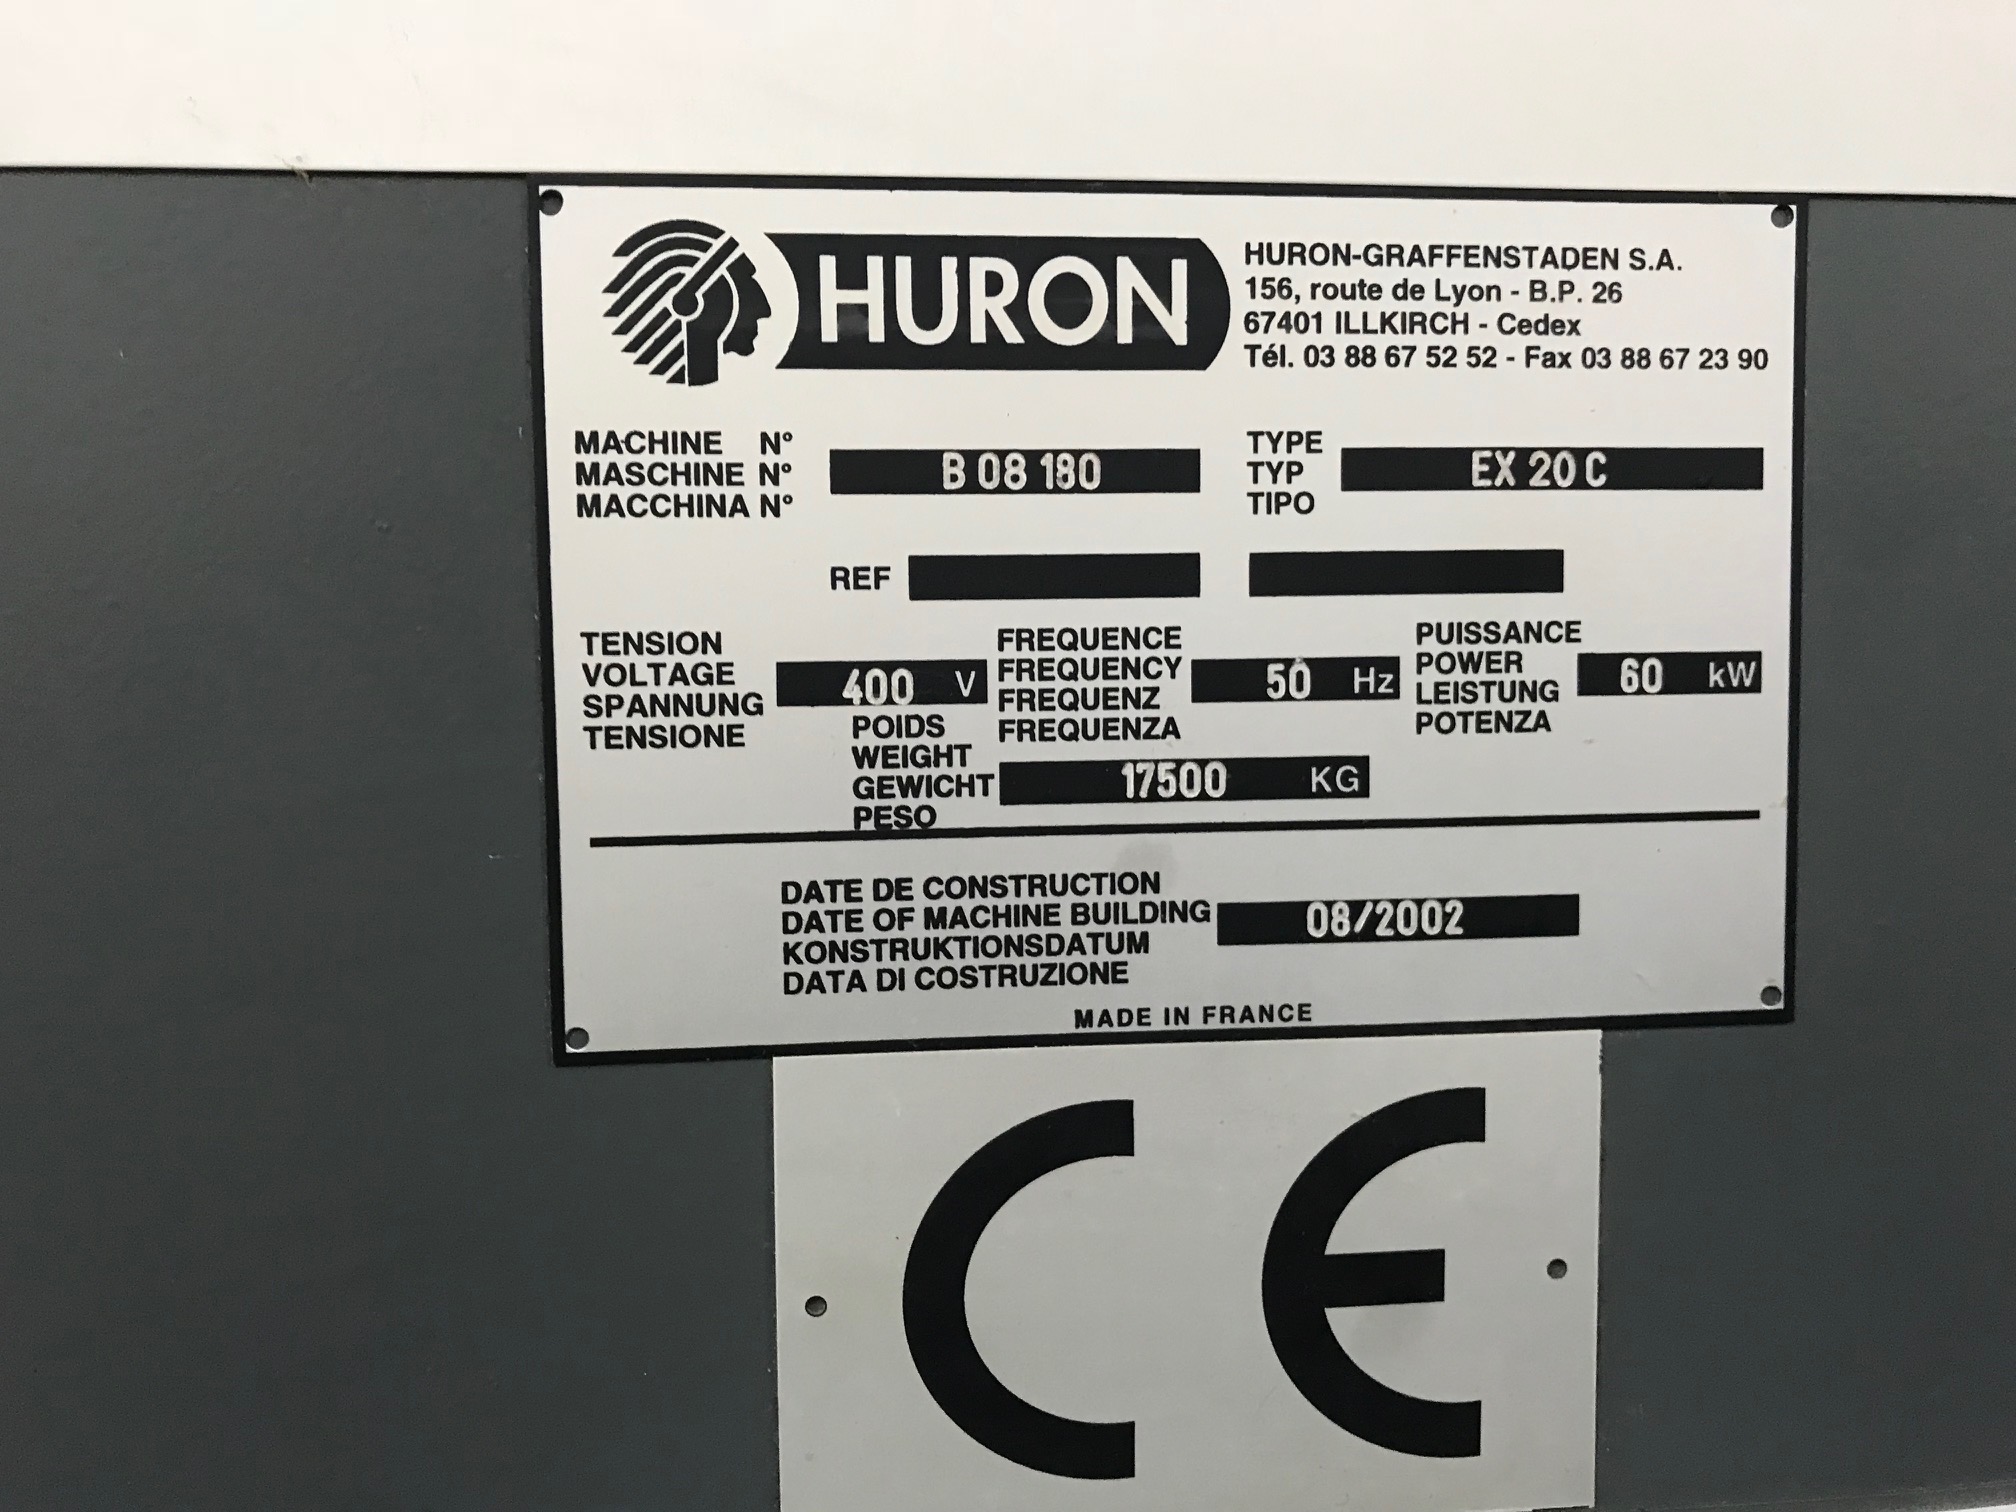 HURON
HURON-GRAFFENSTADEN S.A.
156, route de Lyon - B.P. 26
67401 ILLKIRCH - Cedex
Tél. 03 88 67 52 52 - Fax 03 88 67 23 90
MACHINE N°
MASCHINE N°
MACCHINA N°
B 08 180
TYPE
TYP
TIPO
EX 20 C
REF
TENSION
VOLTAGE
SPANNUNG
TENSIONE
400 V
FREQUENCE
FREQUENCY
FREQUENZ
FREQUENZA
50 Hz
PUISSANCE
POWER
LEISTUNG
POTENZA
60 kW
POIDS
WEIGHT
GEWICHT
PESO
17500 KG
DATE DE CONSTRUCTION
DATE OF MACHINE BUILDING
KONSTRUKTIONSDATUM
DATA DI COSTRUZIONE
08/2002
MADE IN FRANCE
CE